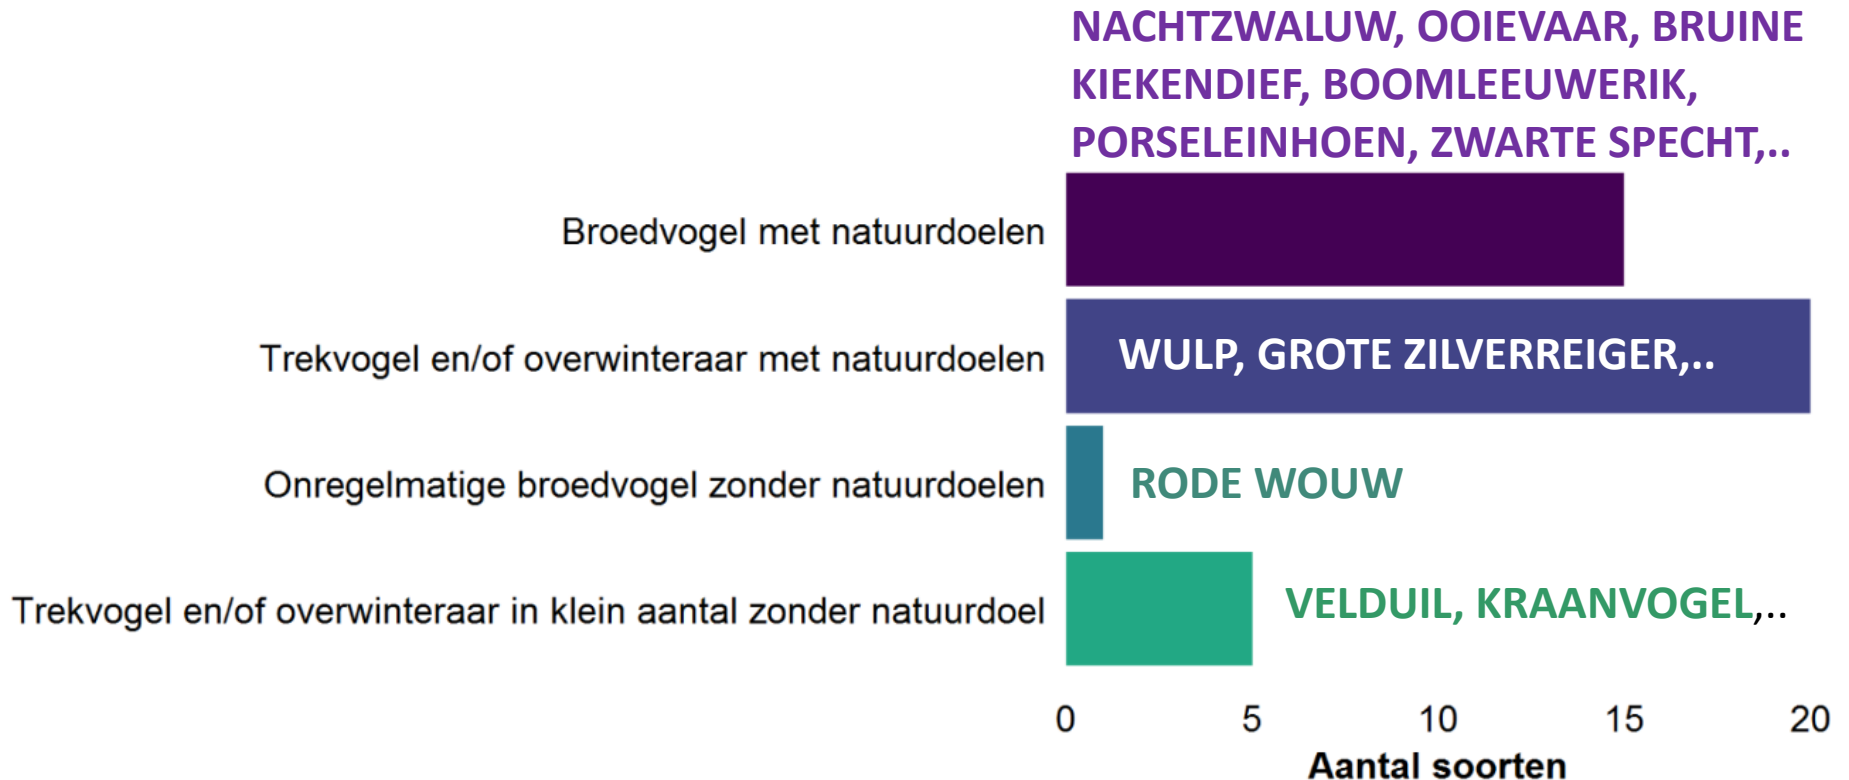 NACHTZWALUW, OOIEVAAR, BRUINE
KIEKENDIEF, BOOMLEEUWERIK,
PORSELEINHOEN, ZWARTE SPECHT,..
Broedvogel met natuurdoelen
Trekvogel en/of overwinteraar met natuurdoelen
WULP, GROTE ZILVERREIGER,..
Onregelmatige broedvogel zonder natuurdoelen
RODE WOUW
Trekvogel en/of overwinteraar in klein aantal zonder natuurdoel
VELDUIL, KRAANVOGEL,..
0 5 10 15 20
Aantal soorten